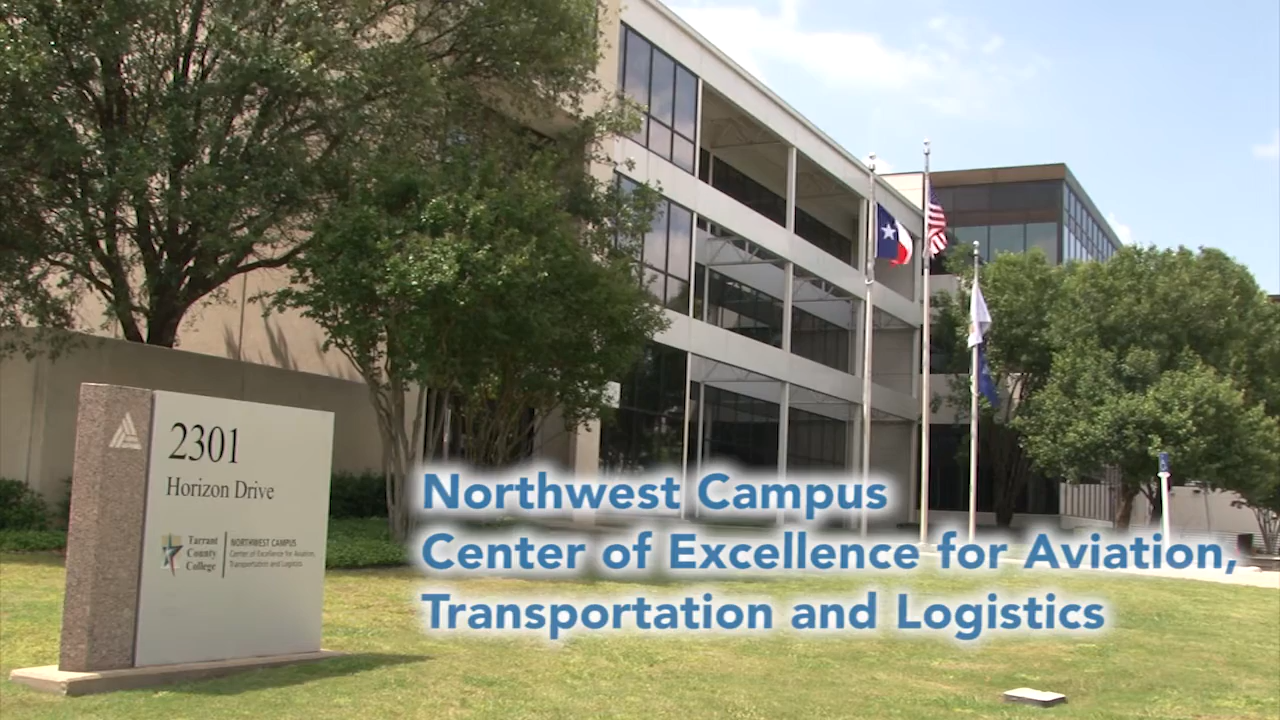 2301
Horizon Drive
Tarrant
County
College
NORTHWEST CAMPUS
Center of Excellence for Aviation,
Transportation and Logistics
Northwest Campus
Center of Excellence for Aviation,
Transportation and Logistics